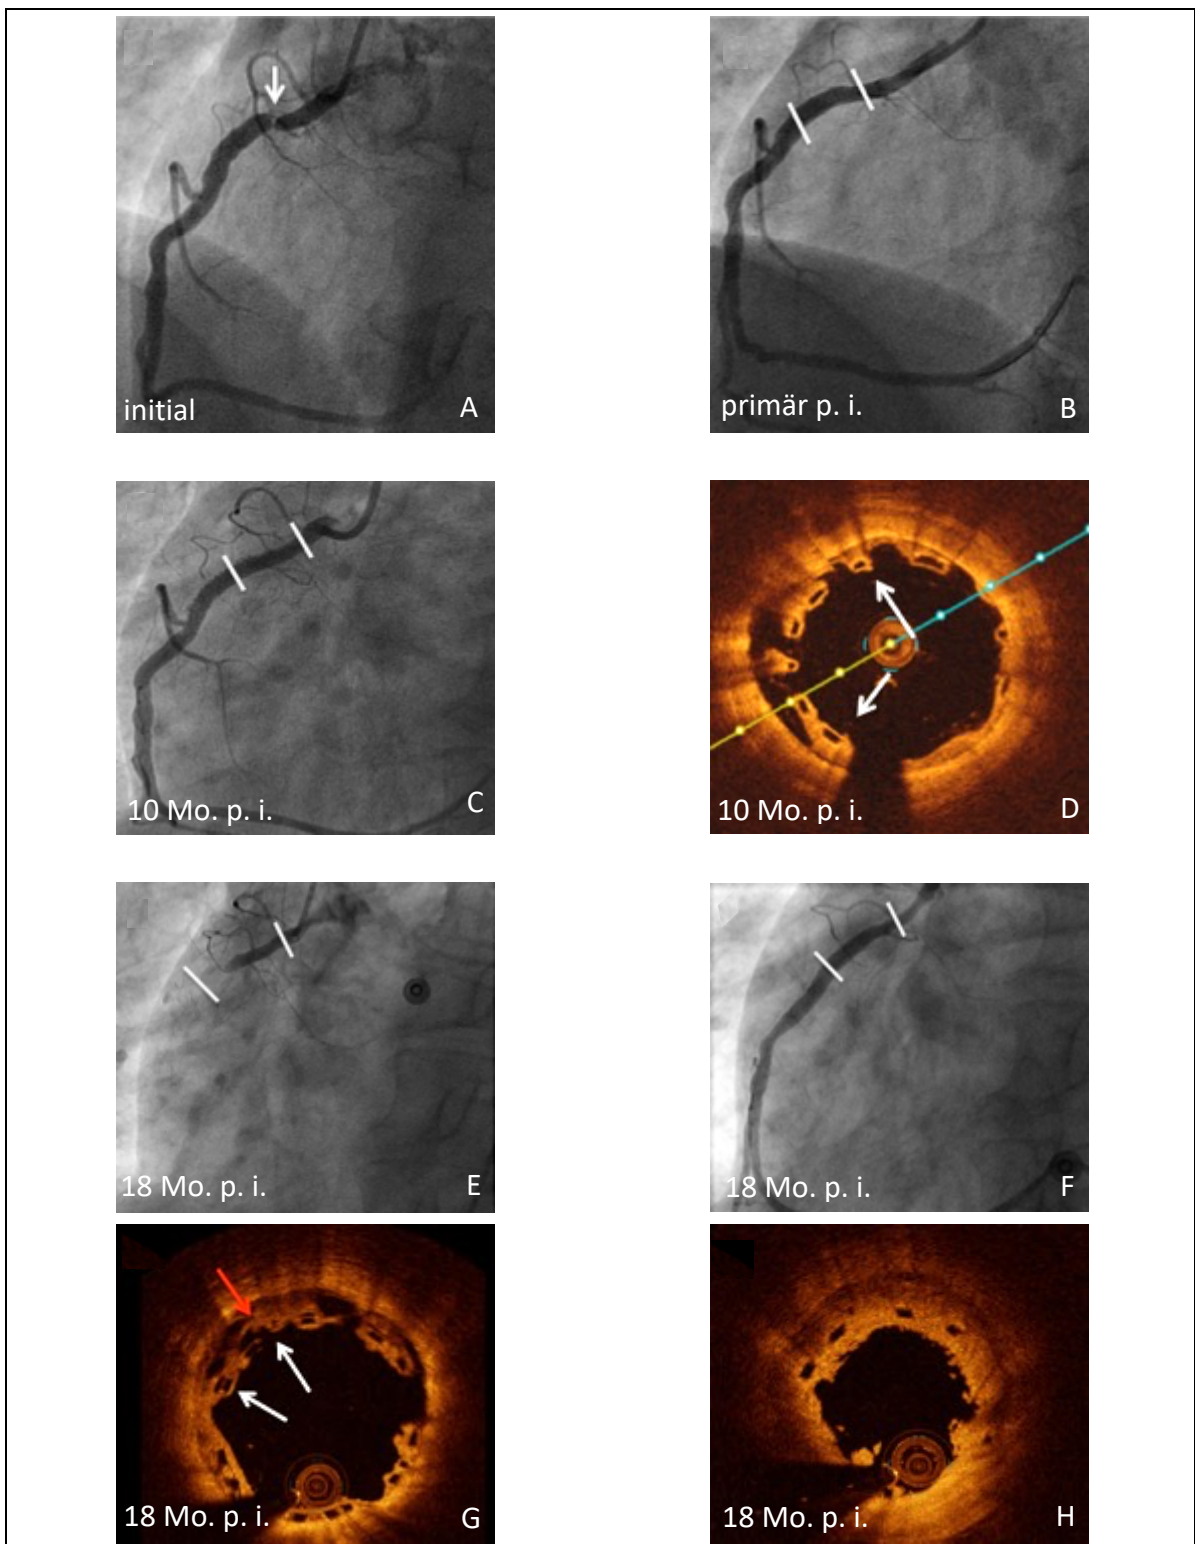 initial A
primär p. i. B
10 Mo. p. i. C
10 Mo. p. i. D
18 Mo. p. i. E
18 Mo. p. i. F
18 Mo. p. i. G
18 Mo. p. i. H